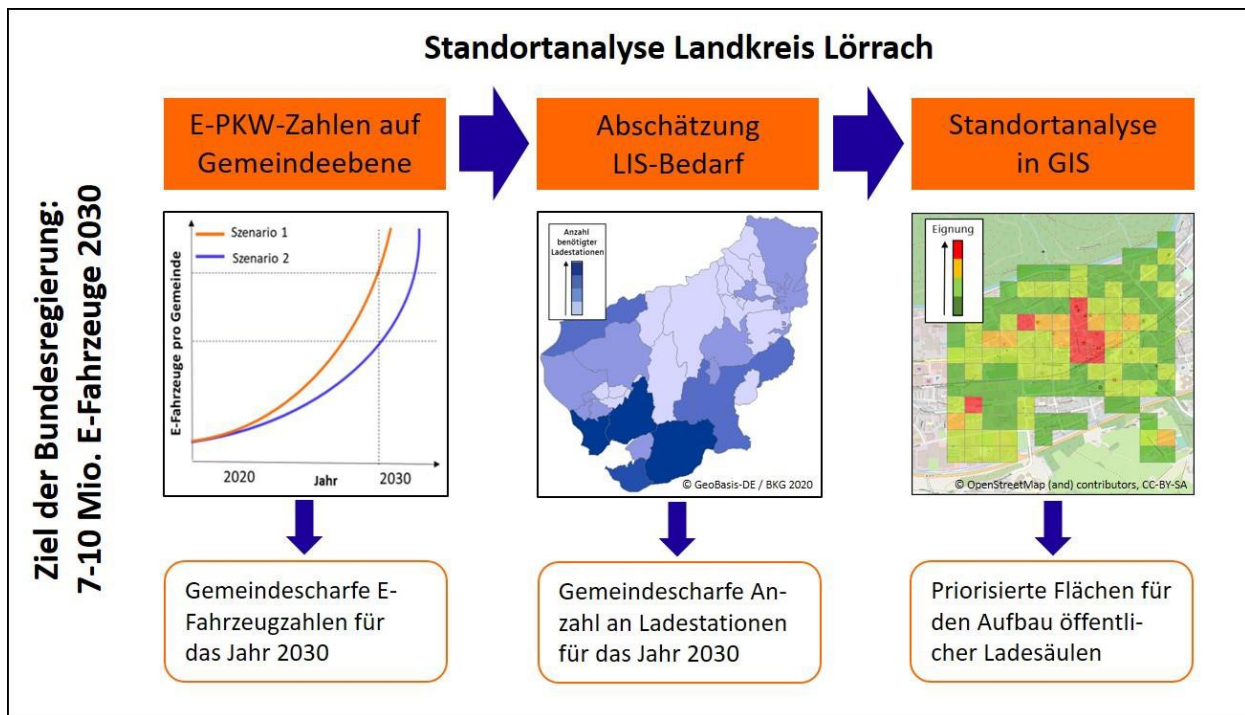 Standortanalyse Landkreis Lörrach
Ziel der Bundesregierung:
7-10 Mio. E-Fahrzeuge 2030
E-PKW-Zahlen auf
Gemeindeebene
Abschätzung
LIS-Bedarf
Standortanalyse
in GIS
Szenario 1
Szenario 2
E-Fahrzeuge pro Gemeinde
2020
Jahr
2030
Anzahl
benötigter
Ladestationen
© GeoBasis-DE / BKG 2020
Eignung
© OpenStreetMap (and) contributors, CC-BY-SA
Gemeindescharfe E-
Fahrzeugzahlen für
das Jahr 2030
Gemeindescharfe An-
zahl an Ladestationen
für das Jahr 2030
Priorisierte Flächen für
den Aufbau öffentli-
cher Ladesäulen